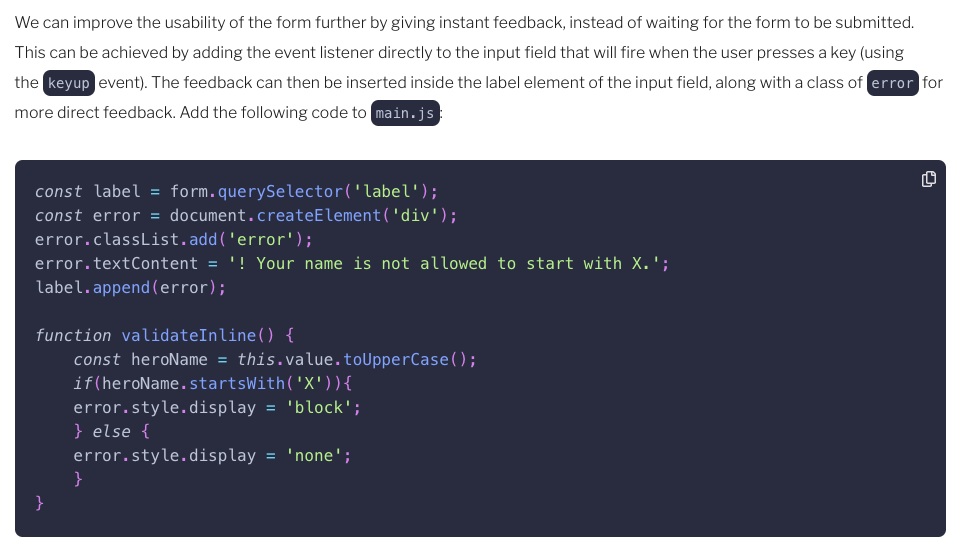 We can improve the usability of the form further by giving instant feedback, instead of waiting for the form to be submitted.
This can be achieved by adding the event listener directly to the input field that will fire when the user presses a key (using
the keyup event). The feedback can then be inserted inside the label element of the input field, along with a class of error for
more direct feedback. Add the following code to main.js:
const label = form.querySelector('label');
const error = document.createElement('div');
error.classList.add('error');
error.textContent = '! Your name is not allowed to start with X.';
label.append(error);
function validateInline() {
    const heroName = this.value.toUpperCase();
    if(heroName.startsWith('X')){
    error.style.display = 'block';
    } else {
    error.style.display = 'none';
    }
}